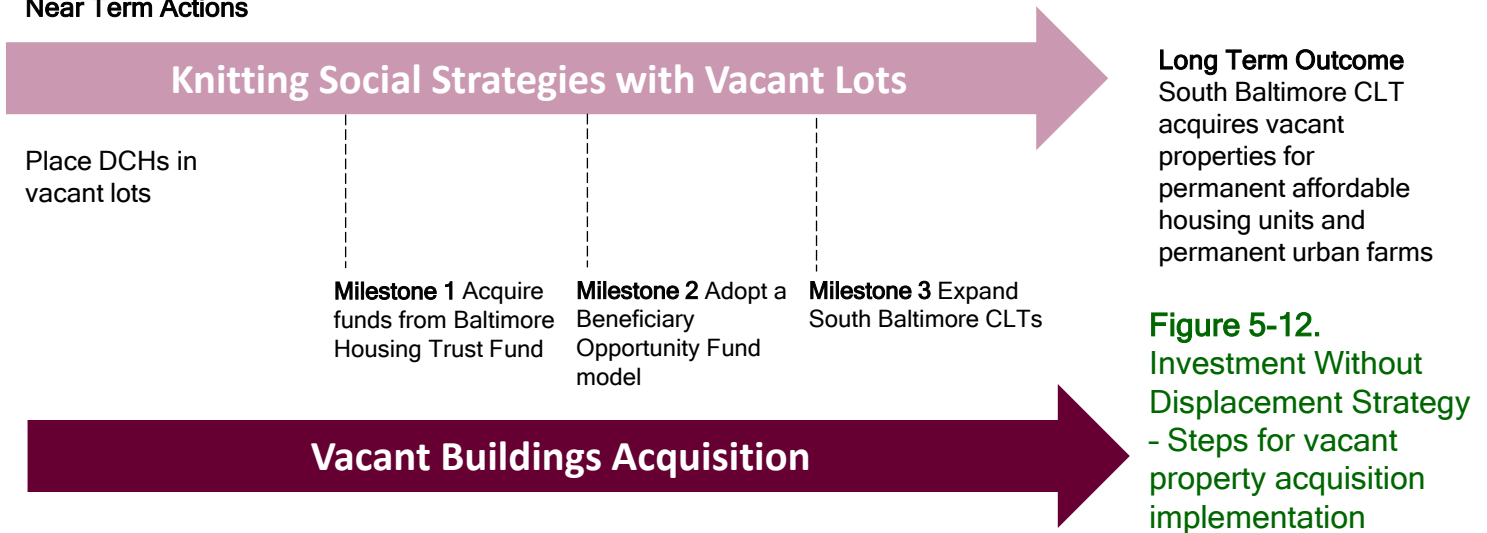 Near Term Actions
Knitting Social Strategies with Vacant Lots
Place DCHs in
vacant lots
Milestone 1 Acquire
funds from Baltimore
Housing Trust Fund
Milestone 2 Adopt a
Beneficiary
Opportunity Fund
model
Milestone 3 Expand
South Baltimore CLTs
Long Term Outcome
South Baltimore CLT
acquires vacant
properties for
permanent affordable
housing units and
permanent urban farms
Vacant Buildings Acquisition
Figure 5-12.
Investment Without
Displacement Strategy
– Steps for vacant
property acquisition
implementation